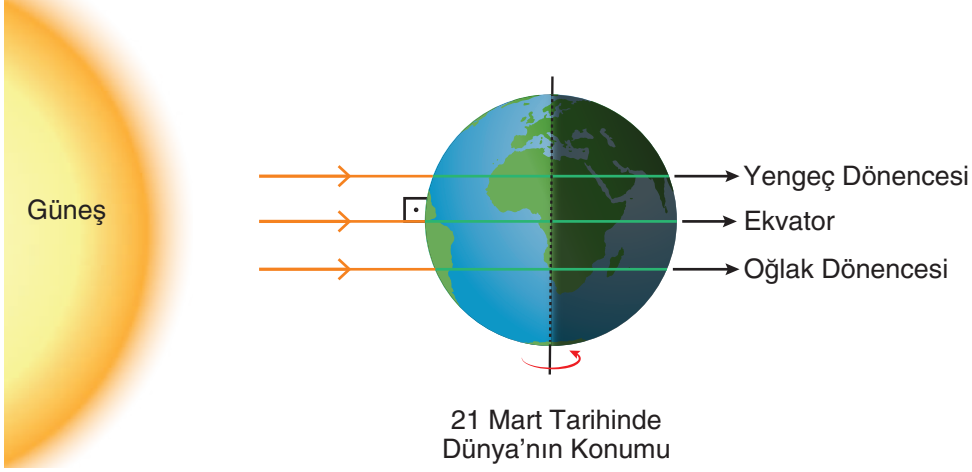 Güneş
Yengeç Dönencesi
Ekvator
Oğlak Dönencesi
21 Mart Tarihinde
Dünya'nın Konumu